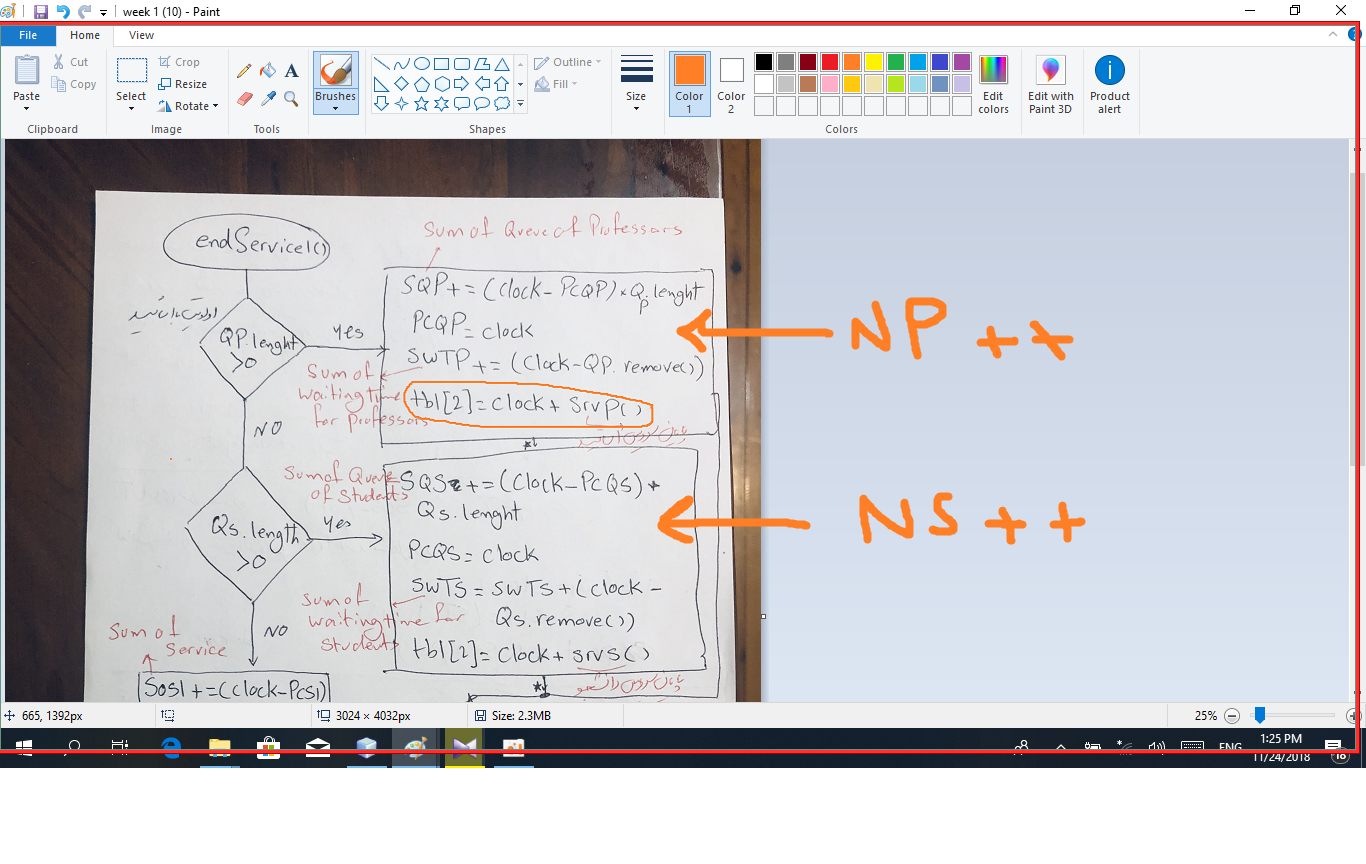 week 1 (10) - Paint
File Home View
Paste
Cut
Copy
Clipboard
Select
Crop
Resize
Rotate
Image
A
Tools
Brushes
Outline
Fill
Shapes
Size
Color 1
Color 2
Edit colors
Colors
Edit with Paint 3D
Product alert
endService1()
Sum of Queue of Professors
QP.lenght >0
yes
SQP+=(Clock-PCQP)*Qp.lenght
PCQP=clock
SWTP+=(Clock-QP.remove())
tbl[2]=clock+SrvP()
Sum of waiting time for Professors
NP ++
NO
Qs.length >0
yes
Sum of Queue of Students
SQS+=(Clock-PCQS)*
Qs.lenght
PCQS=clock
SWTS=SWTS+(clock-
Qs.remove())
tbl[2]=clock+srvs()
Sum of waiting time for Students
NS ++
NO
Sum of Service
SoS1+=(clock-PCS1)
665, 1392px
3024 × 4032px
Size: 2.3MB
25%
ENG
1:25 PM
11/24/2018
18